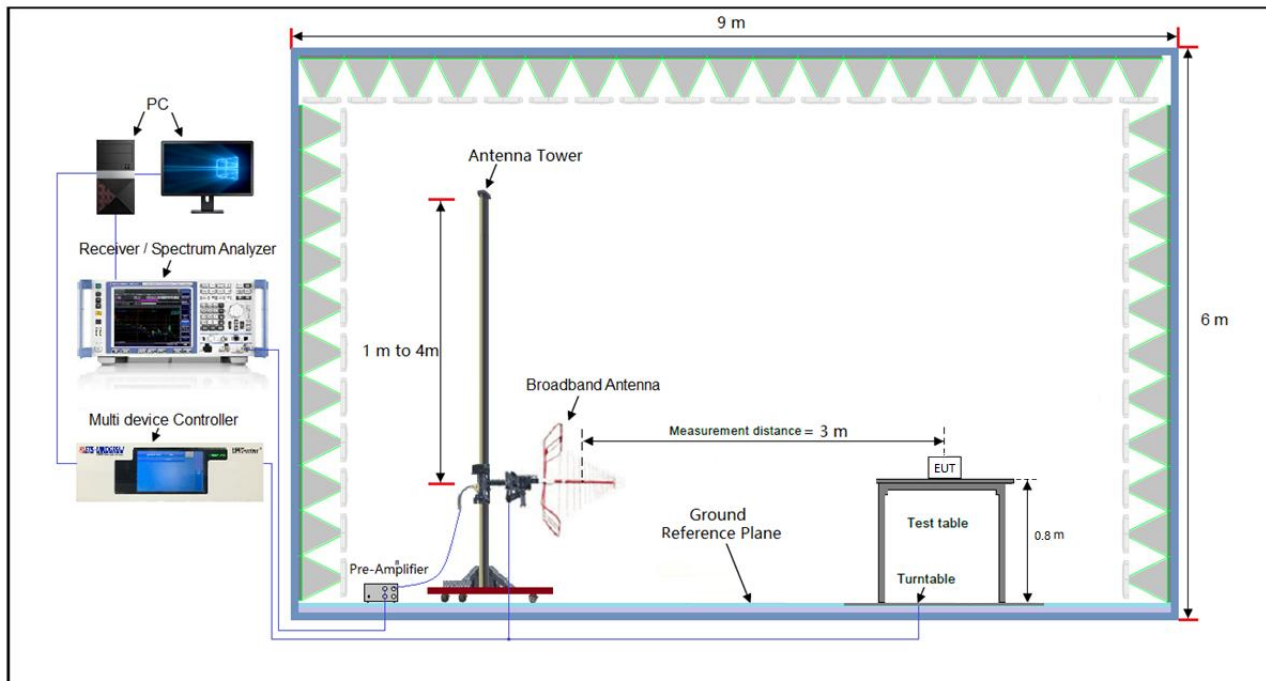 9 m
PC
Antenna Tower
Receiver / Spectrum Analyzer
6 m
1 m to 4m
Broadband Antenna
Multi device Controller
Measurement distance = 3 m
EUT
Ground
Reference Plane
Test table
0.8 m
Pre-Amplifier
Turntable